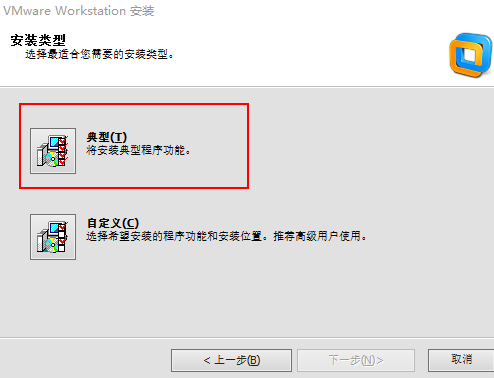 VMware Workstation 安装
安装类型
选择最适合您需要的安装类型。
典型(T)
将安装典型程序功能。
自定义(C)
选择希望安装的程序功能和安装位置。推荐高级用户使用。
< 上一步(B)
下一步(N)>
取消